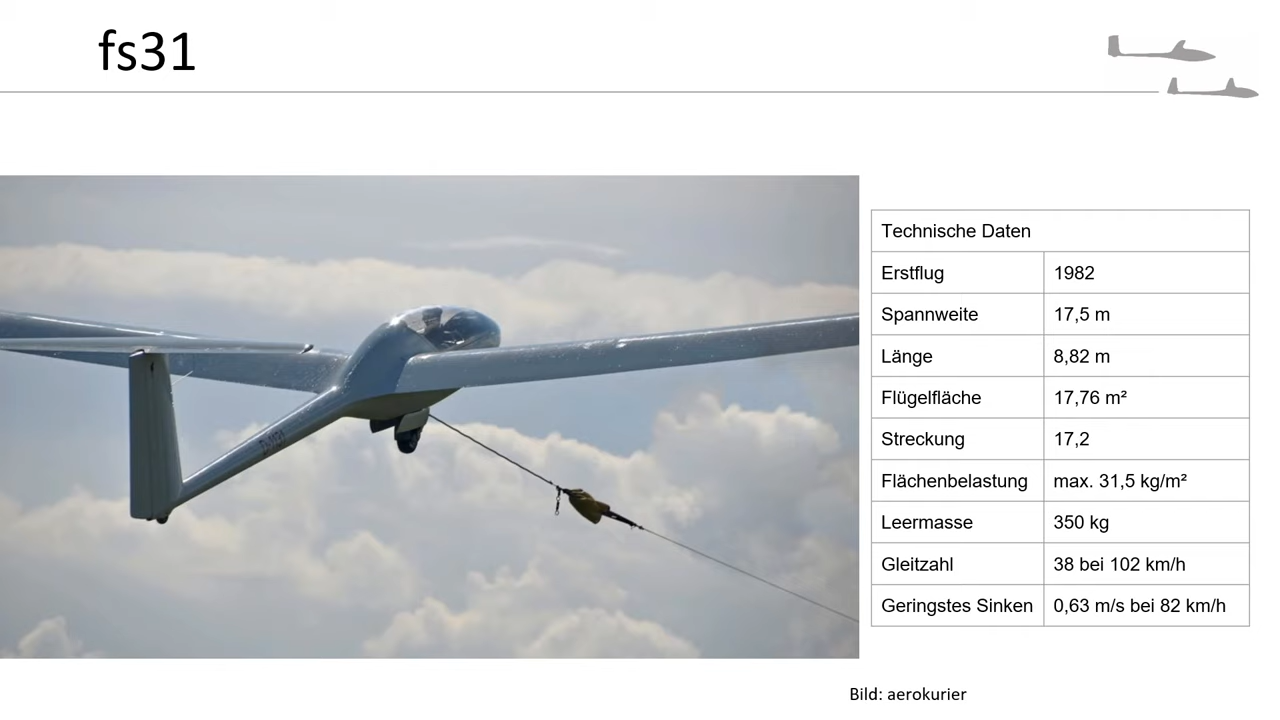 fs31
Technische Daten
Erstflug 1982
Spannweite 17,5 m
Länge 8,82 m
Flügelfläche 17,76 m²
Streckung 17,2
Flächenbelastung max. 31,5 kg/m²
Leermasse 350 kg
Gleitzahl 38 bei 102 km/h
Geringstes Sinken 0,63 m/s bei 82 km/h
Bild: aerokurier